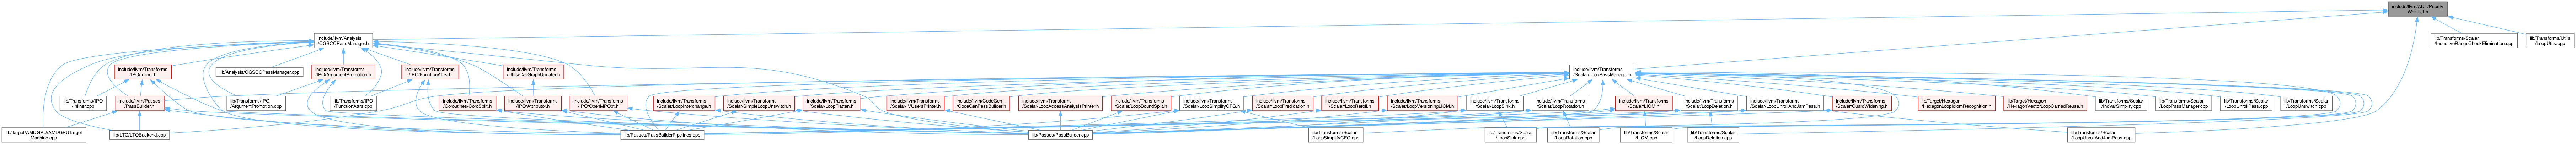 include/llvm/ADT/Priority
Worklist.h
include/llvm/Analysis
/CGSCCPassManager.h
lib/Transforms/Scalar
/InductiveRangeCheckElimination.cpp
lib/Transforms/Utils
/LoopUtils.cpp
include/llvm/Transforms
/IPO/Inliner.h
lib/Analysis/CGSCCPassManager.cpp
include/llvm/Transforms
/IPO/ArgumentPromotion.h
include/llvm/Transforms
/IPO/FunctionAttrs.h
include/llvm/Transforms
/Utils/CallGraphUpdater.h
include/llvm/Transforms
/Scalar/LoopPassManager.h
lib/Transforms/IPO
/Inliner.cpp
include/llvm/Passes
/PassBuilder.h
lib/Transforms/IPO
/ArgumentPromotion.cpp
lib/Transforms/IPO
/FunctionAttrs.cpp
include/llvm/Transforms
/Coroutines/CoroSplit.h
include/llvm/Transforms
/IPO/Attributor.h
include/llvm/Transforms
/IPO/OpenMPOpt.h
include/llvm/Transforms
/Scalar/LoopInterchange.h
include/llvm/Transforms
/Scalar/SimpleLoopUnswitch.h
include/llvm/Transforms
/Scalar/LoopFlatten.h
include/llvm/Transforms
/Scalar/IVUsersPrinter.h
include/llvm/CodeGen
/CodeGenPassBuilder.h
include/llvm/Transforms
/Scalar/LoopAccessAnalysisPrinter.h
include/llvm/Transforms
/Scalar/LoopBoundSplit.h
include/llvm/Transforms
/Scalar/LoopSimplifyCFG.h
include/llvm/Transforms
/Scalar/LoopPredication.h
include/llvm/Transforms
/Scalar/LoopReroll.h
include/llvm/Transforms
/Scalar/LoopVersioningLICM.h
include/llvm/Transforms
/Scalar/LoopSink.h
include/llvm/Transforms
/Scalar/LoopRotation.h
include/llvm/Transforms
/Scalar/LICM.h
include/llvm/Transforms
/Scalar/LoopDeletion.h
include/llvm/Transforms
/Scalar/LoopUnrollAndJamPass.h
include/llvm/Transforms
/Scalar/GuardWidening.h
lib/Target/Hexagon
/HexagonLoopIdiomRecognition.h
lib/Target/Hexagon
/HexagonVectorLoopCarriedReuse.h
lib/Transforms/Scalar
/IndVarSimplify.cpp
lib/Transforms/Scalar
/LoopPassManager.cpp
lib/Transforms/Scalar
/LoopUnrollPass.cpp
lib/Transforms/Scalar
/LoopUnswitch.cpp
lib/Target/AMDGPU/AMDGPUTarget
Machine.cpp
lib/LTO/LTOBackend.cpp
lib/Passes/PassBuilderPipelines.cpp
lib/Passes/PassBuilder.cpp
lib/Transforms/Scalar
/LoopSimplifyCFG.cpp
lib/Transforms/Scalar
/LoopSink.cpp
lib/Transforms/Scalar
/LoopRotation.cpp
lib/Transforms/Scalar
/LICM.cpp
lib/Transforms/Scalar
/LoopDeletion.cpp
lib/Transforms/Scalar
/LoopUnrollAndJamPass.cpp